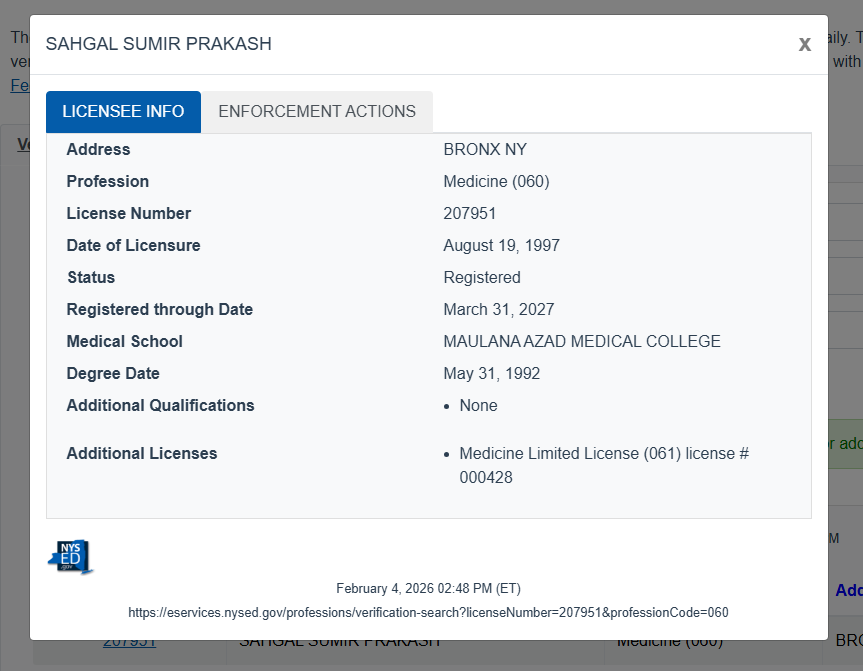 Th
aily. T
SAHGAL SUMIR PRAKASH
X
ver
with
Fe
LICENSEE INFO
ENFORCEMENT ACTIONS
Ve
Address BRONX NY
Profession Medicine (060)
License Number 207951
Date of Licensure August 19, 1997
Status Registered
Registered through Date March 31, 2027
Medical School MAULANA AZAD MEDICAL COLLEGE
Degree Date May 31, 1992
Additional Qualifications • None
or add
Additional Licenses • Medicine Limited License (061) license #
000428
NYS
ED
.gov
M
February 4, 2026 02:48 PM (ET)
Add
https://eservices.nysed.gov/professions/verification-search?licenseNumber=207951&professionCode=060
207951 SAHGAL SUMIR PRAKASH Medicine (060) BRO